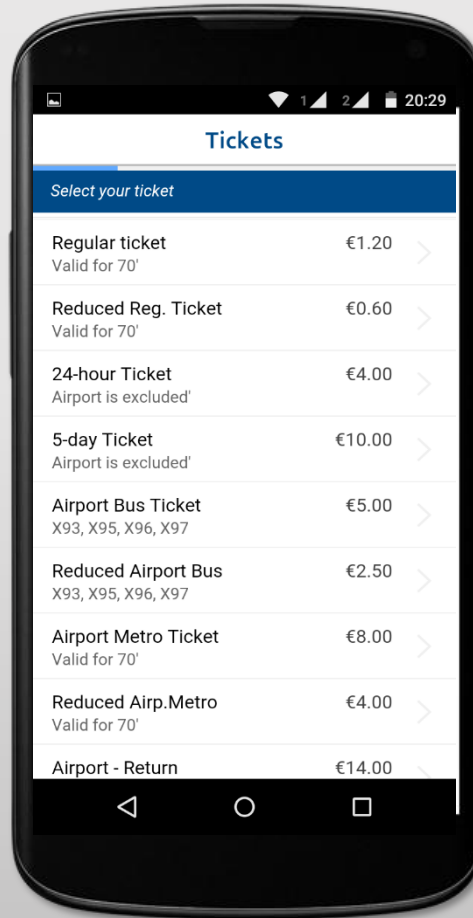 1 2 20:29
Tickets
Select your ticket
Regular ticket €1.20
Valid for 70'
Reduced Reg. Ticket €0.60
Valid for 70'
24-hour Ticket €4.00
Airport is excluded'
5-day Ticket €10.00
Airport is excluded'
Airport Bus Ticket €5.00
X93, X95, X96, X97
Reduced Airport Bus €2.50
X93, X95, X96, X97
Airport Metro Ticket €8.00
Valid for 70'
Reduced Airp.Metro €4.00
Valid for 70'
Airport - Return €14.00